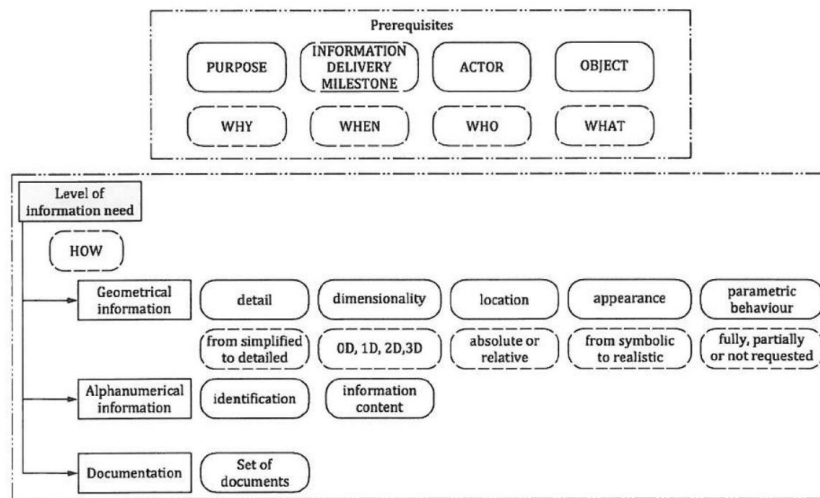 Prerequisites
PURPOSE
INFORMATION
DELIVERY
MILESTONE
ACTOR
OBJECT
WHY
WHEN
WHO
WHAT
Level of
information need
HOW
Geometrical
information
detail
dimensionality
location
appearance
parametric
behaviour
from simplified
to detailed
0D, 1D, 2D,3D
absolute or
relative
from symbolic
to realistic
fully, partially
or not requested
Alphanumerical
information
identification
information
content
Documentation
Set of
documents